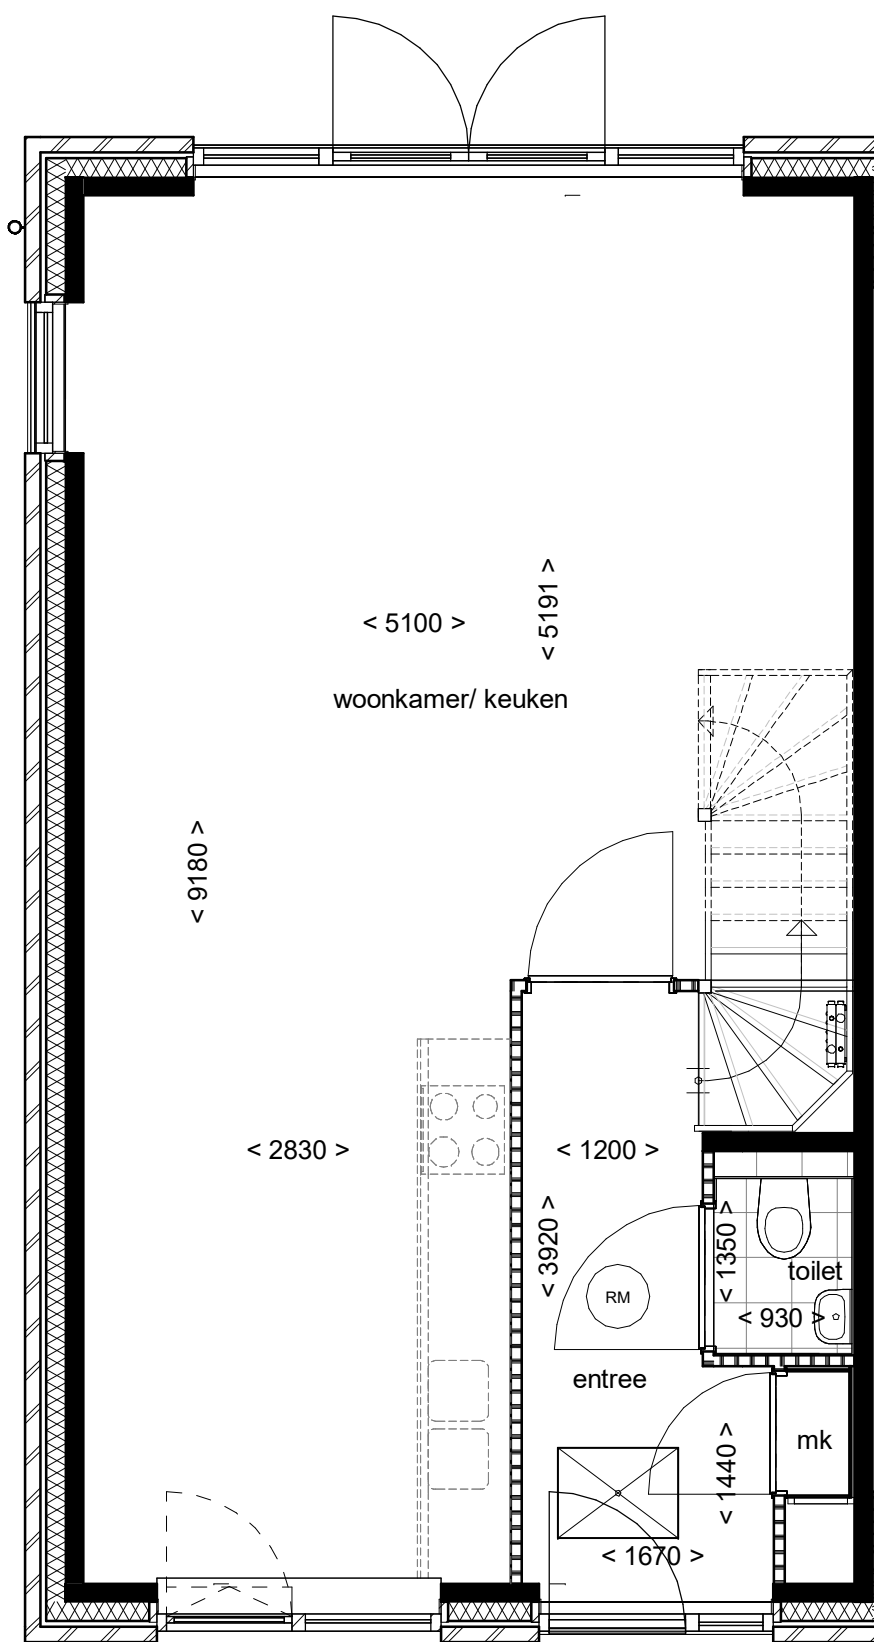 < 5100 >
< 5191 >
woonkamer/ keuken
< 9180 >
< 2830 >
< 1200 >
< 3920 >
< 1350 >
toilet
RM
< 930 >
entree
mk
< 1440 >
< 1670 >